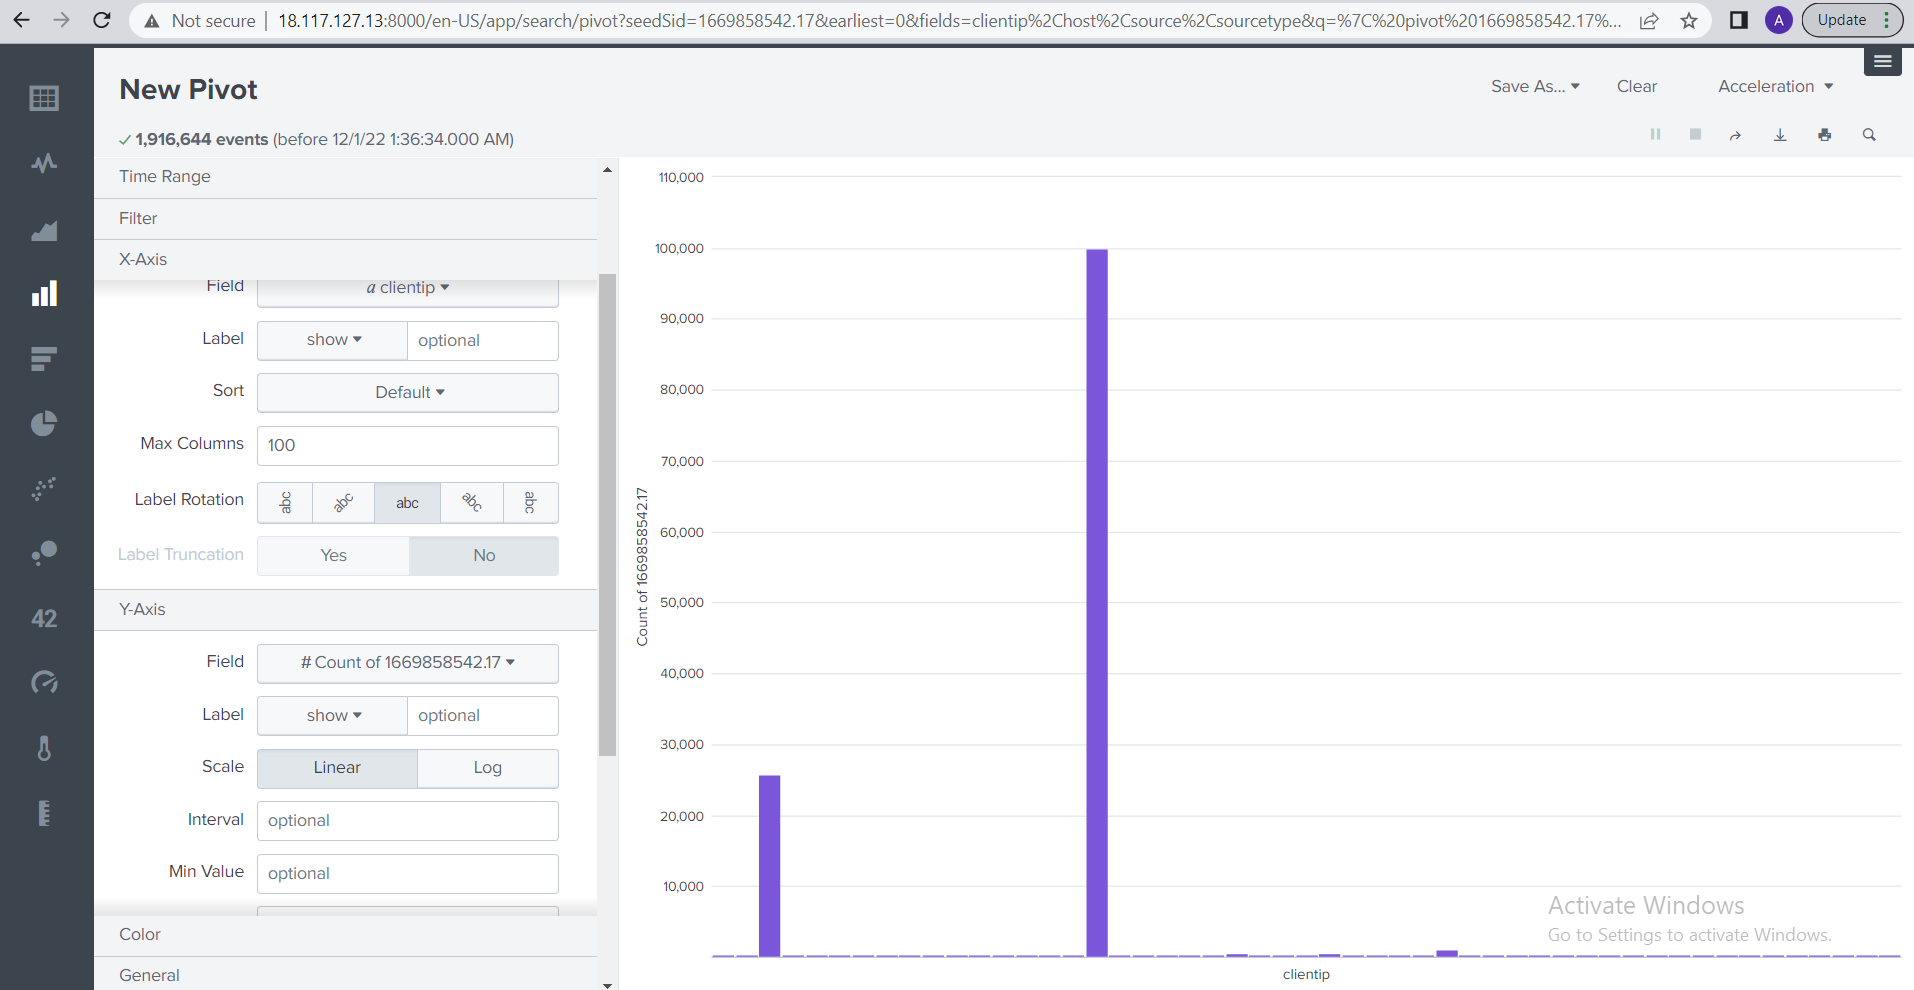 Not secure | 18.117.127.13:8000/en-US/app/search/pivot?seedSid=1669858542.17&earliest=0&fields=clientip%2Chost%2Csource%2Csourcetype&q=%7C%20pivot%201669858542.17%...
A
Update
New Pivot
Save As...
Clear
Acceleration
1,916,644 events (before 12/1/22 1:36:34.000 AM)
Time Range
Filter
X-Axis
Field
a clientip
Label
show
optional
Sort
Default
Max Columns
100
Label Rotation
abc
abc
abc
abc
abc
Label Truncation
Yes
No
Y-Axis
Field
# Count of 1669858542.17
Label
show
optional
Scale
Linear
Log
Interval
optional
Min Value
optional
Color
General
42
110,000
100,000
90,000
80,000
70,000
60,000
50,000
40,000
30,000
20,000
10,000
Count of 1669858542.17
clientip
Activate Windows
Go to Settings to activate Windows.